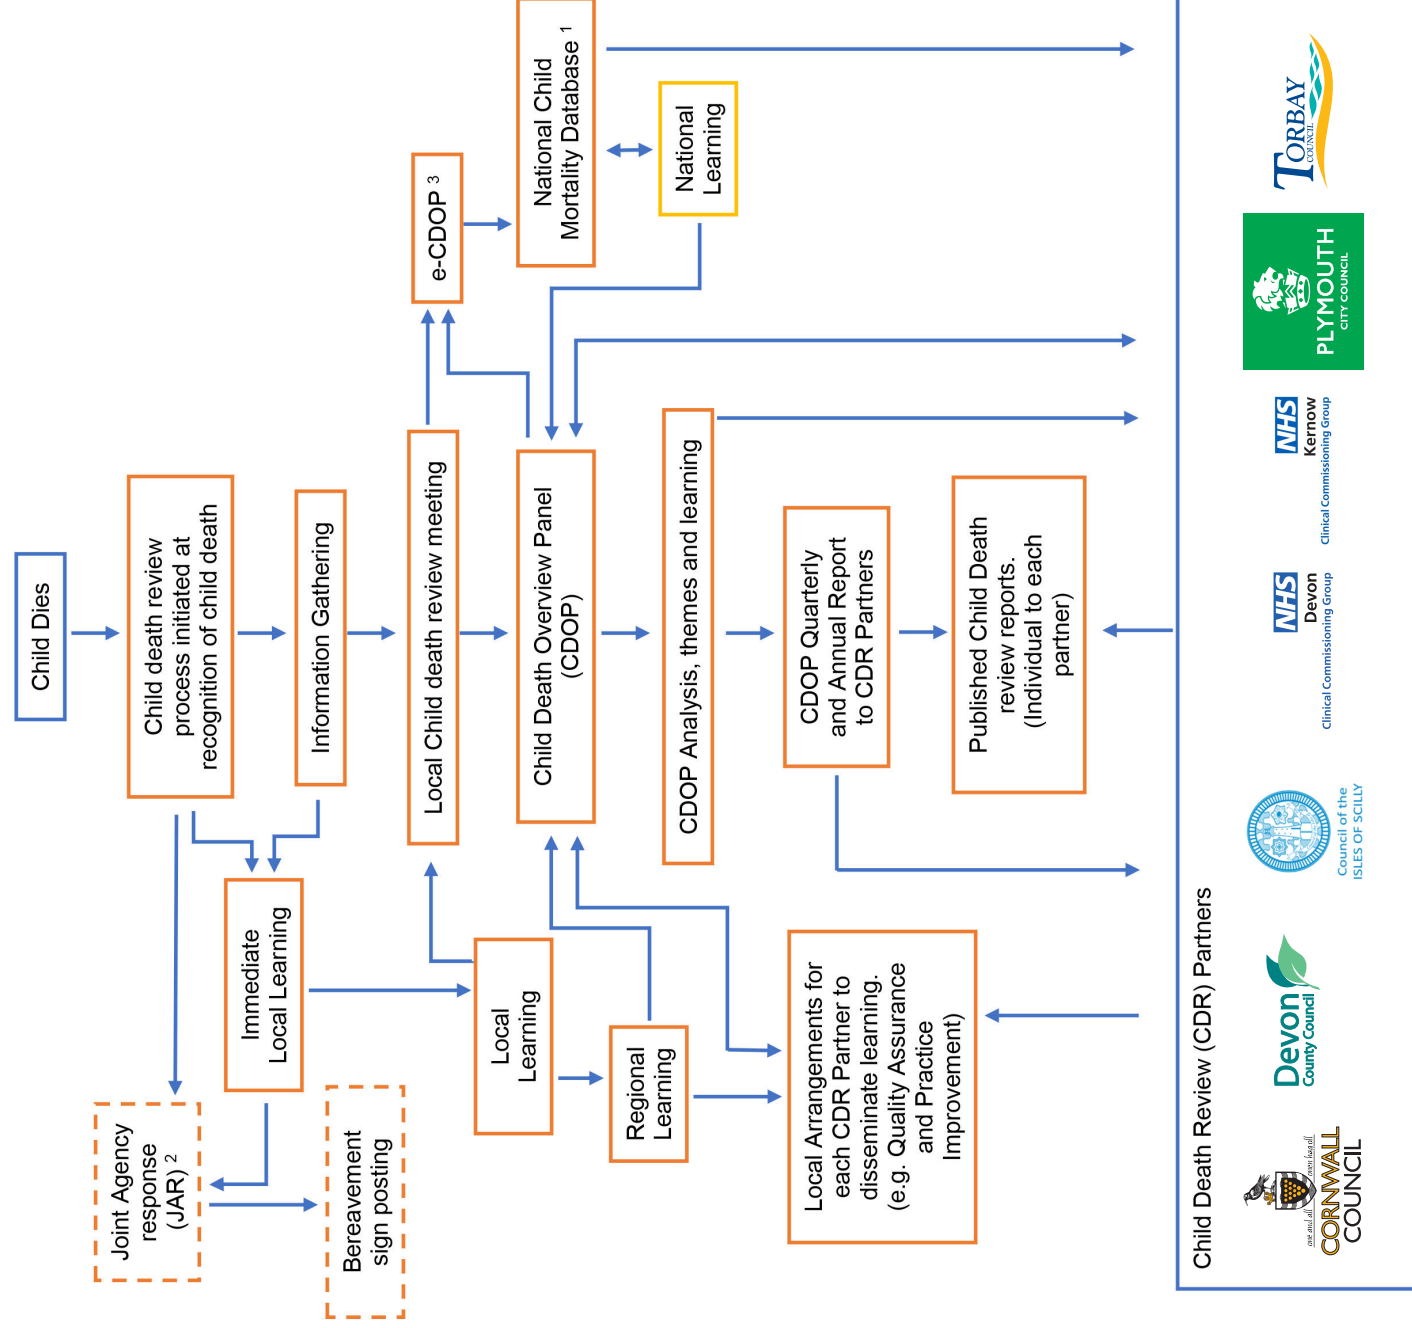 Child Dies
Child death review
process initiated at
recognition of child death
Joint Agency
response
(JAR) 2
Immediate
Local Learning
Information Gathering
Bereavement
sign posting
Local Child death review meeting
e-CDOP 3
Local
Learning
Child Death Overview Panel
(CDOP)
National Child
Mortality Database 1
Regional
Learning
CDOP Analysis, themes and learning
National
Learning
Local Arrangements for
each CDR Partner to
disseminate learning.
(e.g. Quality Assurance
and Practice
Improvement)
CDOP Quarterly
and Annual Report
to CDR Partners
Published Child Death
review reports.
(Individual to each
partner)
Child Death Review (CDR) Partners
one and all
onen hag oll
CORNWALL
COUNCIL
Devon
County Council
Council of the
ISLES OF SCILLY
NHS
Devon
Clinical Commissioning Group
NHS
Kernow
Clinical Commissioning Group
PLYMOUTH
CITY COUNCIL
TORBAY
COUNCIL